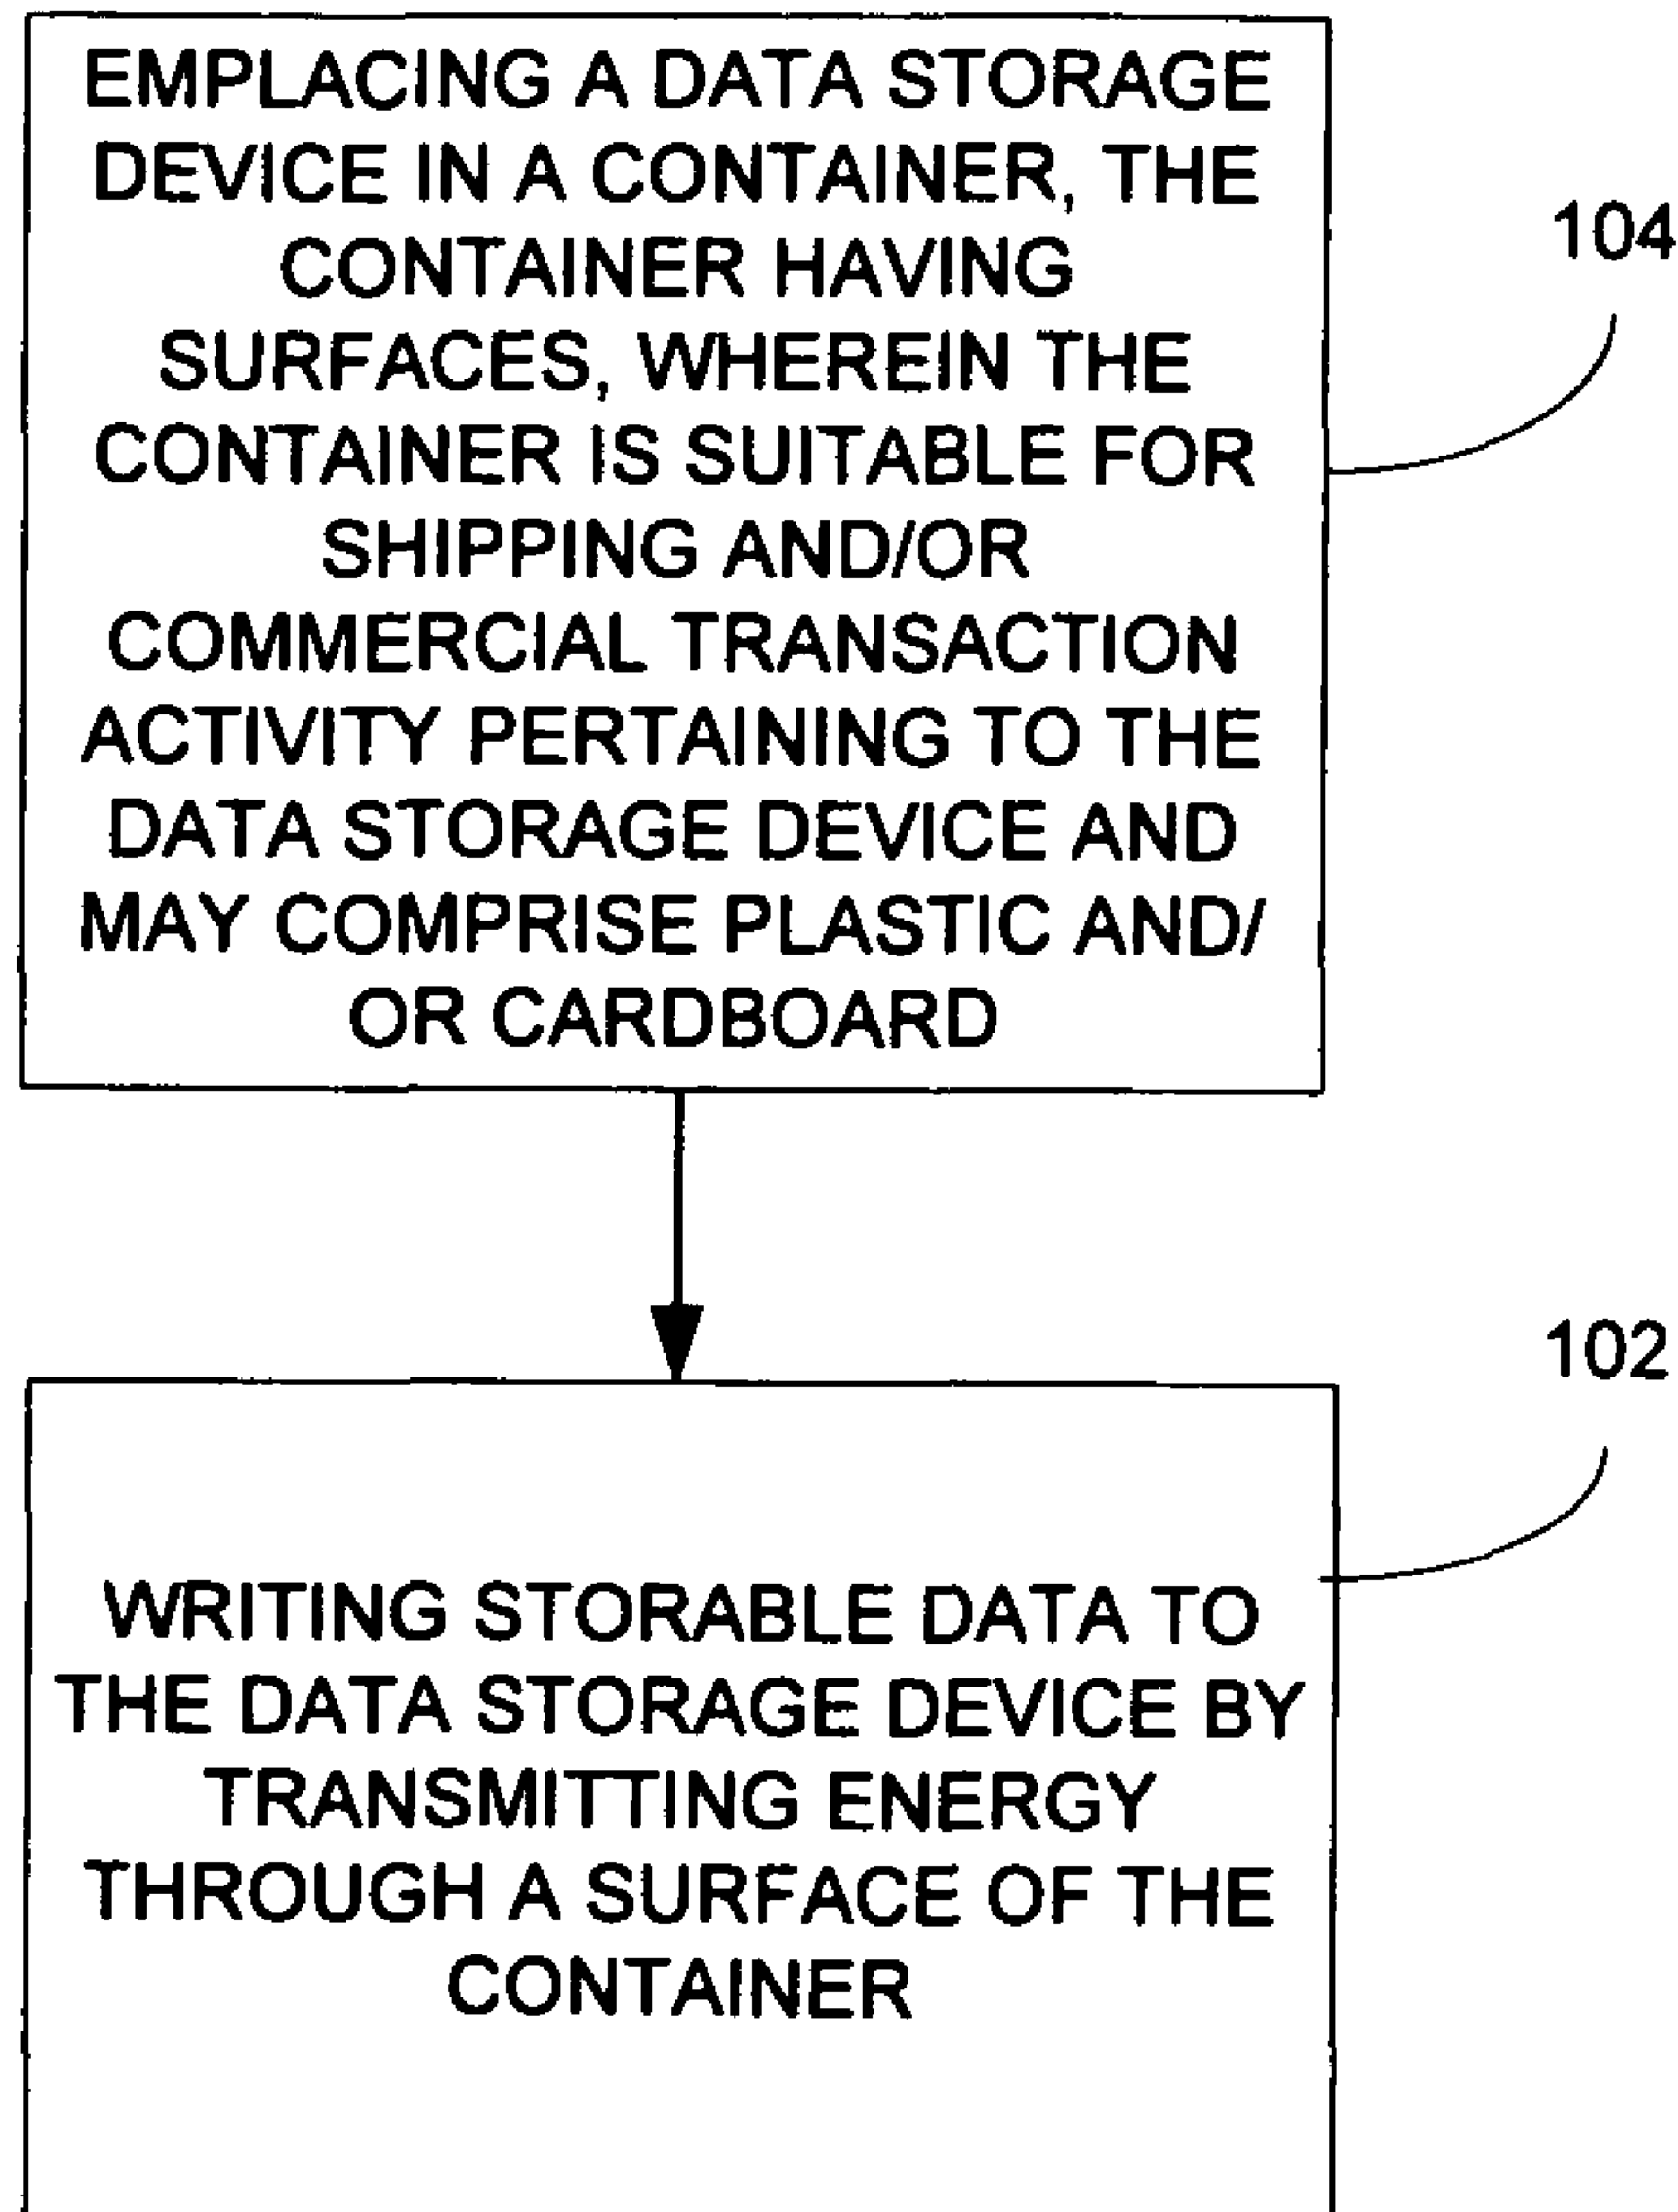 EMPLACING A DATA STORAGE
DEVICE IN A CONTAINER, THE
CONTAINER HAVING
SURFACES, WHEREIN THE
CONTAINER IS SUITABLE FOR
SHIPPING AND/OR
COMMERCIAL TRANSACTION
ACTIVITY PERTAINING TO THE
DATA STORAGE DEVICE AND
MAY COMPRISE PLASTIC AND/
OR CARDBOARD
104
102
WRITING STORABLE DATA TO
THE DATA STORAGE DEVICE BY
TRANSMITTING ENERGY
THROUGH A SURFACE OF THE
CONTAINER